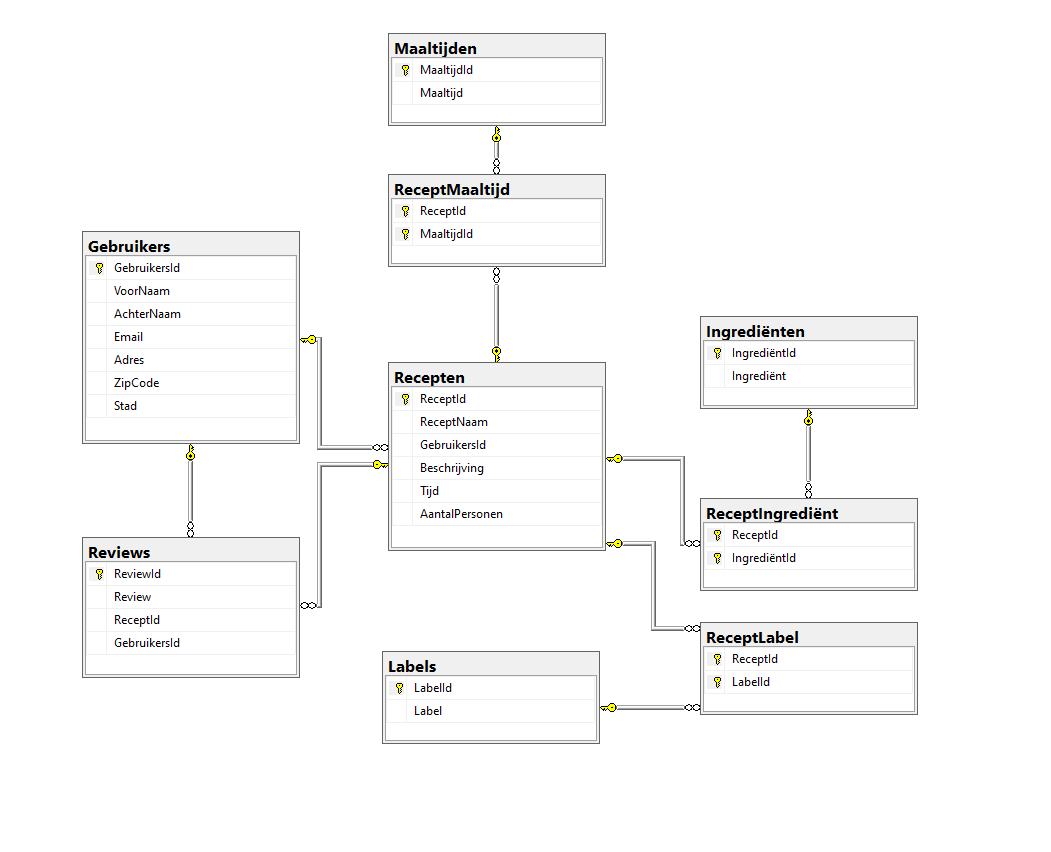 Maaltijden
MaaltijdId
Maaltijd
ReceptMaaltijd
ReceptId
MaaltijdId
Gebruikers
GebruikersId
VoorNaam
AchterNaam
Email
Adres
ZipCode
Stad
Ingrediënten
IngrediëntId
Ingrediënt
Recepten
ReceptId
ReceptNaam
GebruikersId
Beschrijving
Tijd
AantalPersonen
ReceptIngrediënt
ReceptId
IngrediëntId
Reviews
ReviewId
Review
ReceptId
GebruikersId
ReceptLabel
ReceptId
LabelId
Labels
LabelId
Label